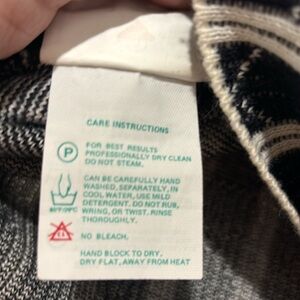 CARE INSTRUCTIONS
P
FOR BEST RESULTS
PROFESSIONALLY DRY CLEAN
DO NOT STEAM.
CAN BE CAREFULLY HAND
WASHED, SEPARATELY, IN
COOL WATER, USE MILD
DETERGENT. DO NOT RUB,
WRING, OR TWIST. RINSE
THOROUGHLY.
NO BLEACH.
HAND BLOCK TO DRY.
DRY FLAT, AWAY FROM HEAT